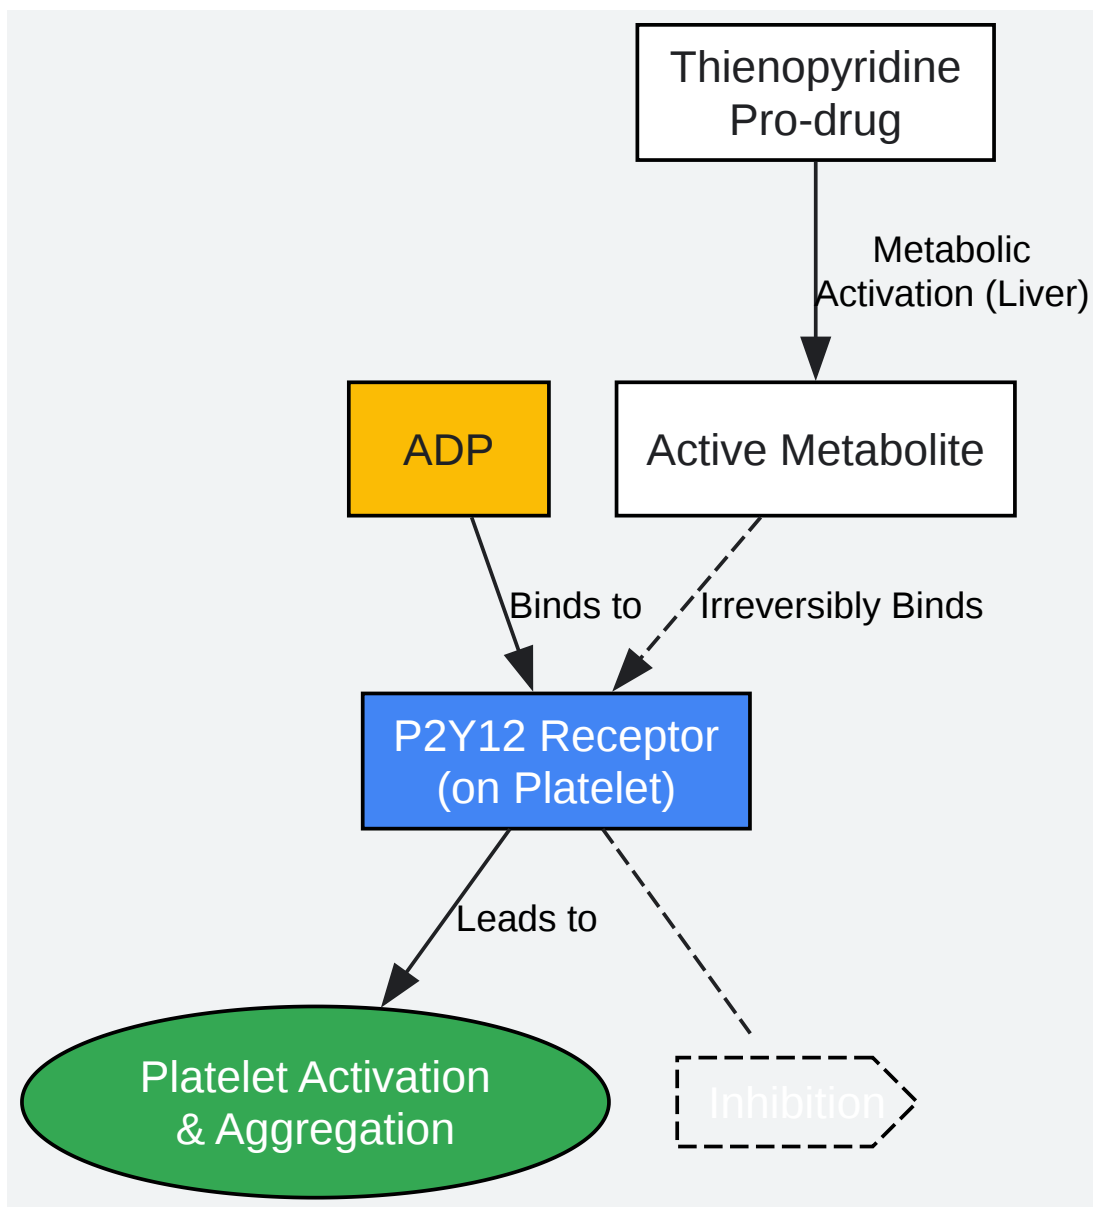 Thienopyridine
Pro-drug
Metabolic
Activation (Liver)
ADP
Active Metabolite
Binds to
Irreversibly Binds
P2Y12 Receptor
(on Platelet)
Leads to
Platelet Activation
& Aggregation
Inhibition